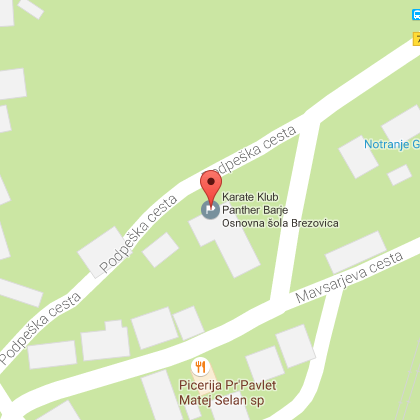 7
Notranje G
Podpeška cesta
Karate Klub
Panther Barje
Osnovna šola Brezovica
Podpeška cesta
Mavsarjeva cesta
Podpeška cesta
Picerija Pr'Pavlet
Matej Selan sp